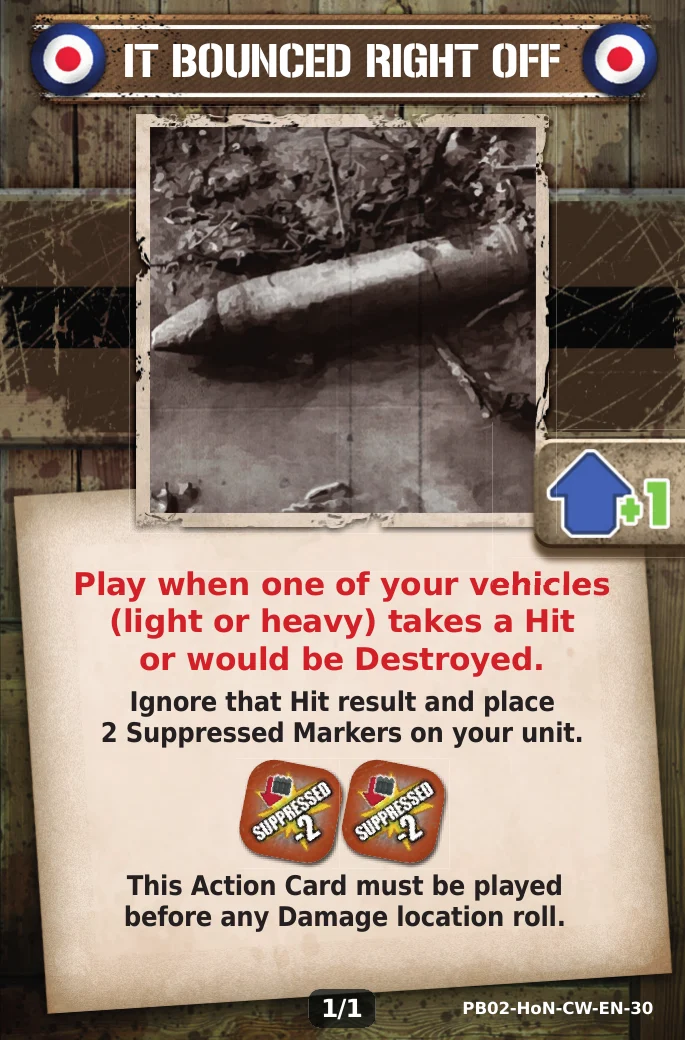 IT BOUNCED RIGHT OFF
+1
Play when one of your vehicles
(light or heavy) takes a Hit
or would be Destroyed.
Ignore that Hit result and place
2 Suppressed Markers on your unit.
SUPPRESSED
-2
SUPPRESSED
-2
This Action Card must be played
before any Damage location roll.
1/1
PB02-HoN-CW-EN-30